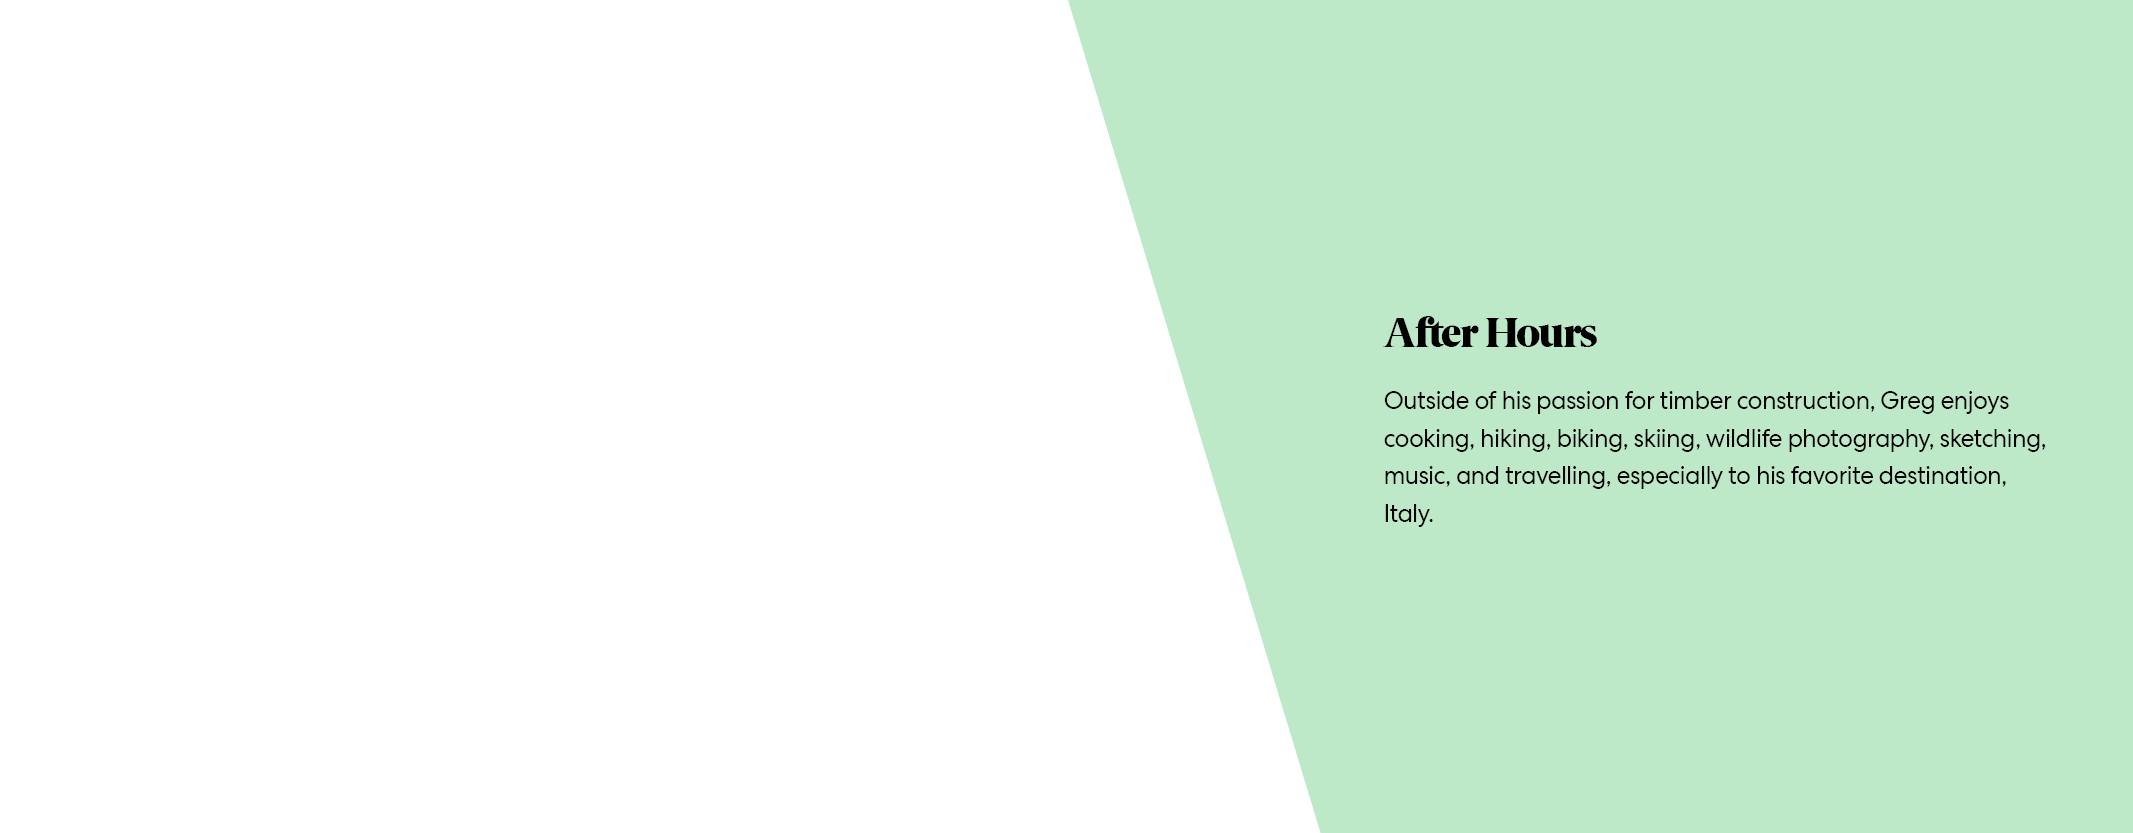 After Hours
Outside of his passion for timber construction, Greg enjoys
cooking, hiking, biking, skiing, wildlife photography, sketching,
music, and travelling, especially to his favorite destination,
Italy.